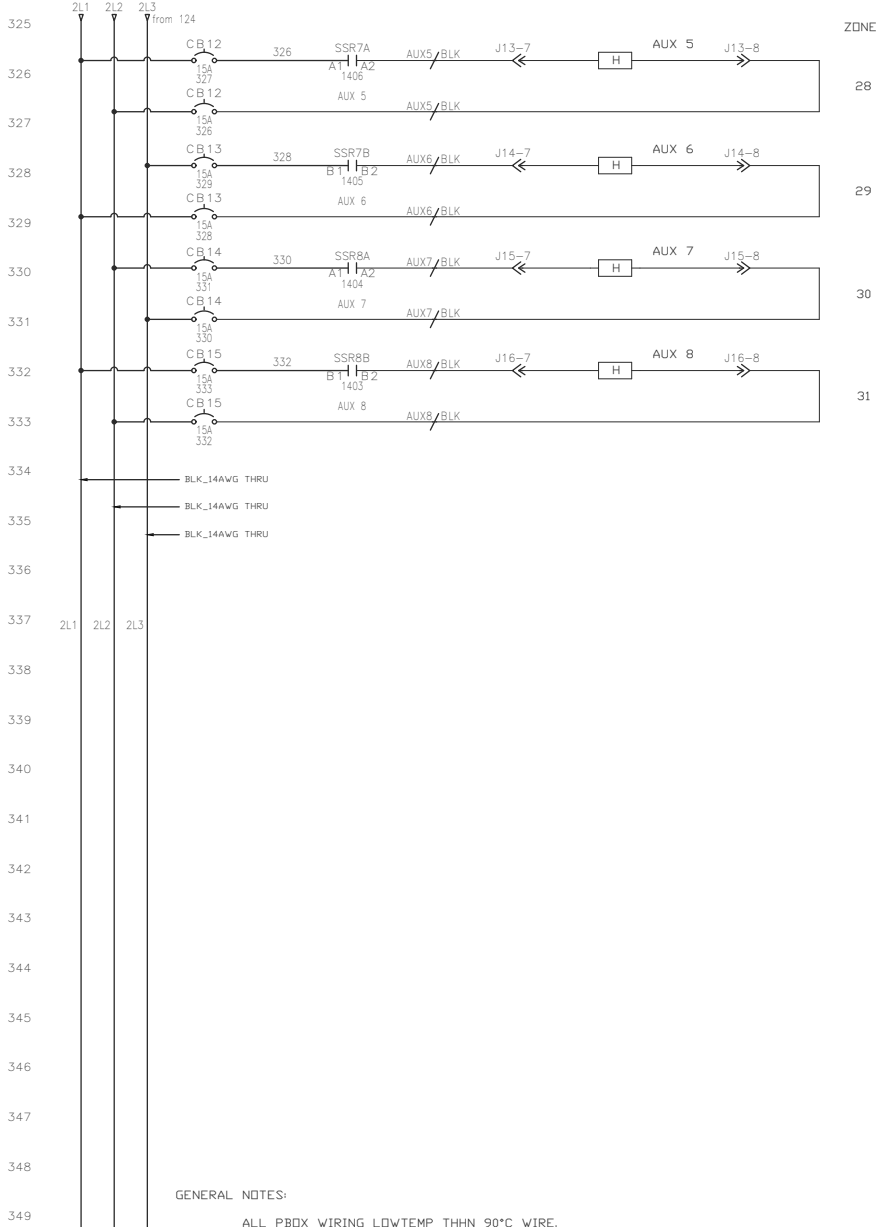 2L1 2L2 2L3
325 from 124 ZONE
CB12 326 SSR7A AUX5/BLK J13-7 H AUX 5 J13-8
326 15A A1 A2
327 1406
AUX 5 28
CB12 AUX5/BLK
327 15A
326
CB13 328 SSR7B AUX6/BLK J14-7 H AUX 6 J14-8
328 15A B1 B2
329 1405
AUX 6 29
CB13 AUX6/BLK
329 15A
328
CB14 330 SSR8A AUX7/BLK J15-7 H AUX 7 J15-8
330 15A A1 A2
331 1404
AUX 7 30
CB14 AUX7/BLK
331 15A
330
CB15 332 SSR8B AUX8/BLK J16-7 H AUX 8 J16-8
332 15A B1 B2
333 1403
AUX 8 31
CB15 AUX8/BLK
333 15A
332
334 BLK_14AWG THRU
BLK_14AWG THRU
335 BLK_14AWG THRU
336
337 2L1 2L2 2L3
338
339
340
341
342
343
344
345
346
347
348
GENERAL NOTES:
349 ALL PBOX WIRING LOWTEMP THHN 90°C WIRE.